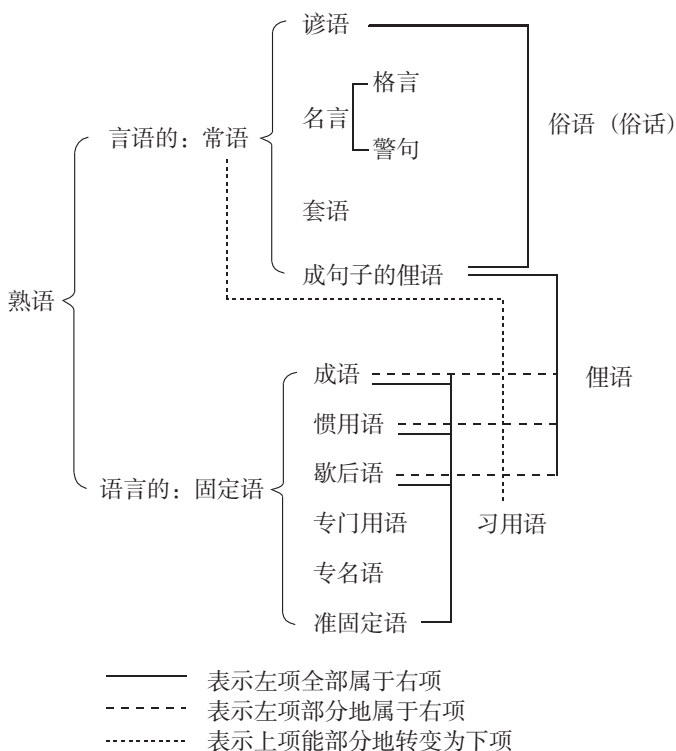 谚语
格言
名言
警句
俗语（俗话）
言语的：常语
套语
成句子的俚语
熟语
成语
俚语
惯用语
歇后语
语言的：固定语
专门用语
习用语
专名语
准固定语
表示左项全部属于右项
表示左项部分地属于右项
表示上项能部分地转变为下项